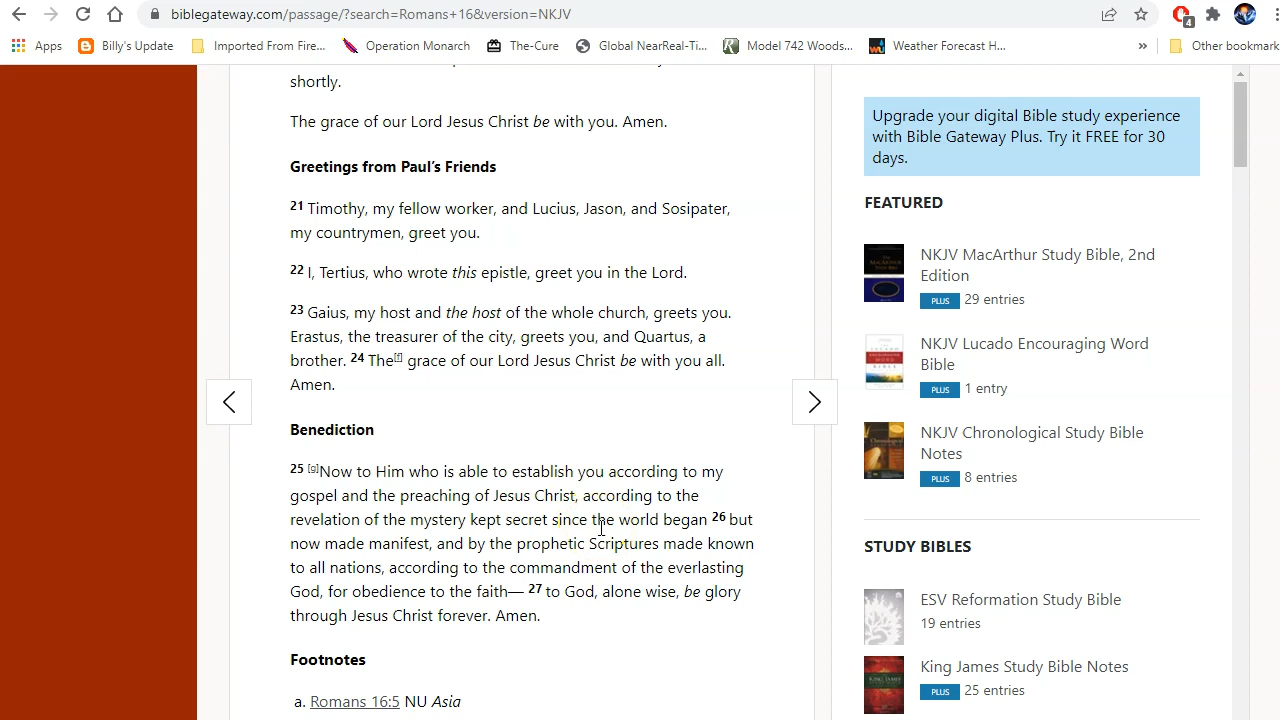 biblegateway.com/passage/?search=Romans+16&version=NKJV
4
Apps
Billy's Update
Imported From Fire...
Operation Monarch
The-Cure
Global NearReal-Ti...
Model 742 Woods...
Weather Forecast H...
»
Other bookmark
shortly.
The grace of our Lord Jesus Christ be with you. Amen.
Greetings from Paul's Friends
21 Timothy, my fellow worker, and Lucius, Jason, and Sosipater,
my countrymen, greet you.
22 I, Tertius, who wrote this epistle, greet you in the Lord.
23 Gaius, my host and the host of the whole church, greets you.
Erastus, the treasurer of the city, greets you, and Quartus, a
brother. 24 The[f] grace of our Lord Jesus Christ be with you all.
Amen.
Benediction
25 [g]Now to Him who is able to establish you according to my
gospel and the preaching of Jesus Christ, according to the
revelation of the mystery kept secret since the world began 26 but
now made manifest, and by the prophetic Scriptures made known
to all nations, according to the commandment of the everlasting
God, for obedience to the faith— 27 to God, alone wise, be glory
through Jesus Christ forever. Amen.
Footnotes
a. Romans 16:5 NU Asia
Upgrade your digital Bible study experience
with Bible Gateway Plus. Try it FREE for 30
days.
FEATURED
NKJV MacArthur Study Bible, 2nd
Edition
PLUS 29 entries
NKJV Lucado Encouraging Word
Bible
PLUS 1 entry
NKJV Chronological Study Bible
Notes
PLUS 8 entries
STUDY BIBLES
ESV Reformation Study Bible
19 entries
King James Study Bible Notes
PLUS 25 entries